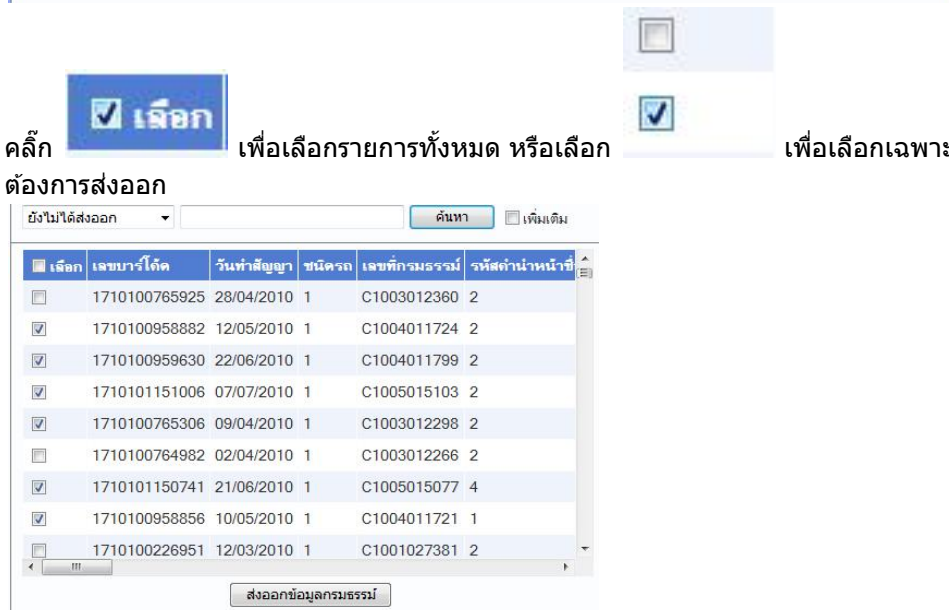 คลิ๊ก เลือก เพื่อเลือกรายการทั้งหมด หรือเลือก เพื่อเลือกเฉพาะ
ต้องการส่งออก
ยังไม่ได้ส่งออก ค้นหา เพิ่มเติม
เลือก เลขบาร์โค้ด วันทำสัญญา ชนิดรถ เลขที่กรมธรรม์ รหัสคำนำหน้าชื่
1710100765925 28/04/2010 1 C1003012360 2
1710100958882 12/05/2010 1 C1004011724 2
1710100959630 22/06/2010 1 C1004011799 2
1710101151006 07/07/2010 1 C1005015103 2
1710100765306 09/04/2010 1 C1003012298 2
1710100764982 02/04/2010 1 C1003012266 2
1710101150741 21/06/2010 1 C1005015077 4
1710100958856 10/05/2010 1 C1004011721 1
1710100226951 12/03/2010 1 C1001027381 2
ส่งออกข้อมูลกรมธรรม์